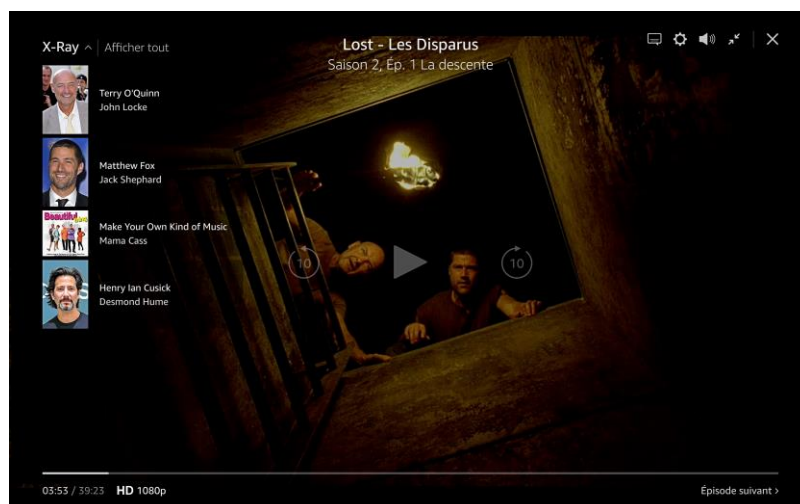 X-Ray
Afficher tout
Lost - Les Disparus
Saison 2, Ép. 1 La descente
Terry O'Quinn
John Locke
Matthew Fox
Jack Shephard
Beautiful
Make Your Own Kind of Music
Mama Cass
Henry Ian Cusick
Desmond Hume
10
10
03:53 / 39:23 HD 1080p
Épisode suivant